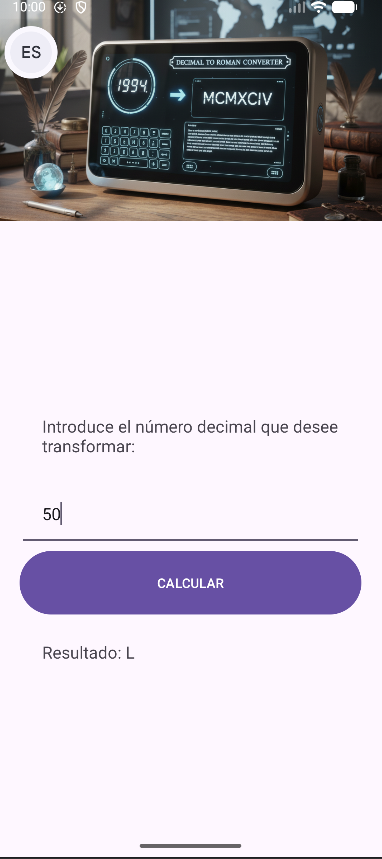 10:00
ES
DECIMAL TO ROMAN CONVERTER
1994
MCMXCIV
Introduce el número decimal que desee
transformar:
50
CALCULAR
Resultado: L